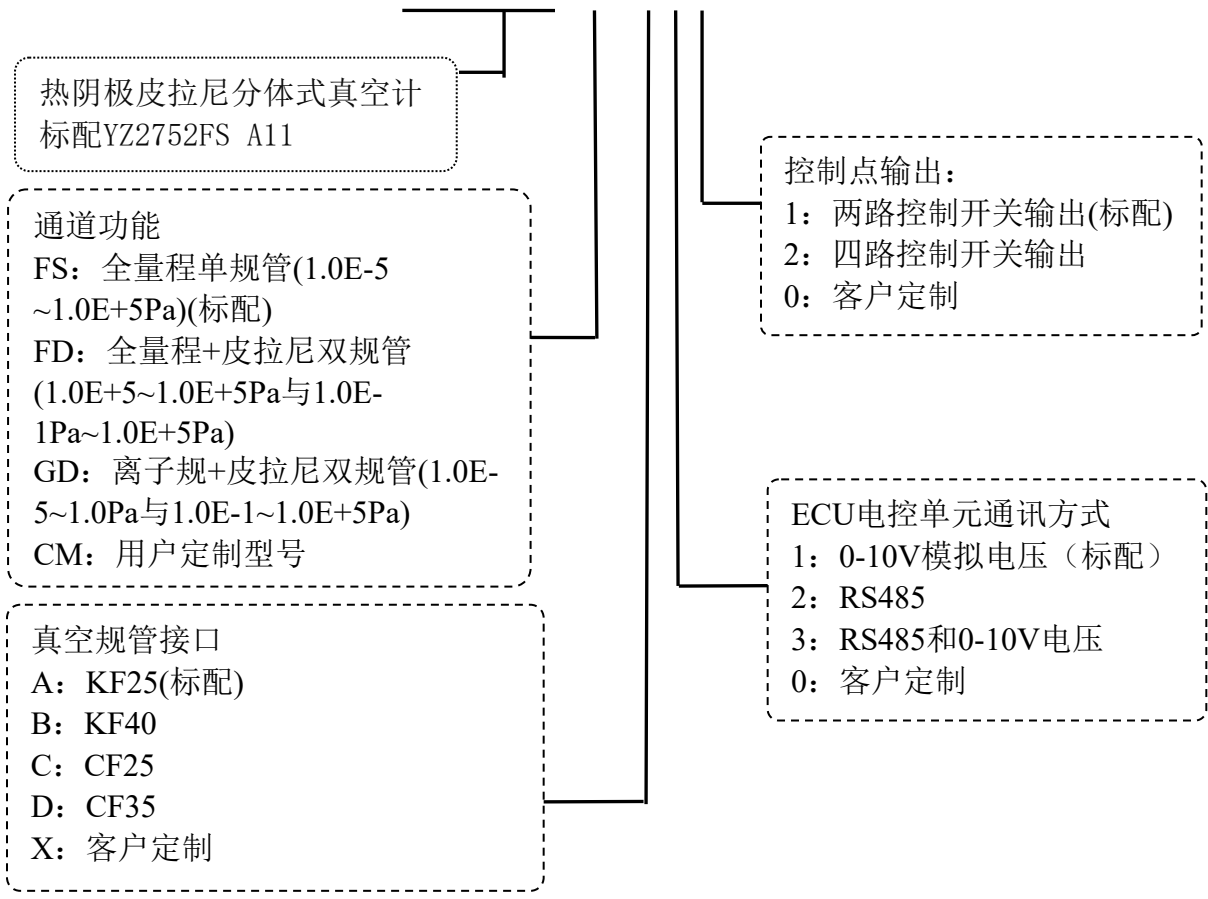 热阴极皮拉尼分体式真空计
标配YZ2752FS A11
通道功能
FS：全量程单规管(1.0E-5
~1.0E+5Pa)(标配)
FD：全量程+皮拉尼双规管
(1.0E+5~1.0E+5Pa与1.0E-
1Pa~1.0E+5Pa)
GD：离子规+皮拉尼双规管(1.0E-
5~1.0Pa与1.0E-1~1.0E+5Pa)
CM：用户定制型号
真空规管接口
A：KF25(标配)
B：KF40
C：CF25
D：CF35
X：客户定制
控制点输出：
1：两路控制开关输出(标配)
2：四路控制开关输出
0：客户定制
ECU电控单元通讯方式
1：0-10V模拟电压（标配）
2：RS485
3：RS485和0-10V电压
0：客户定制